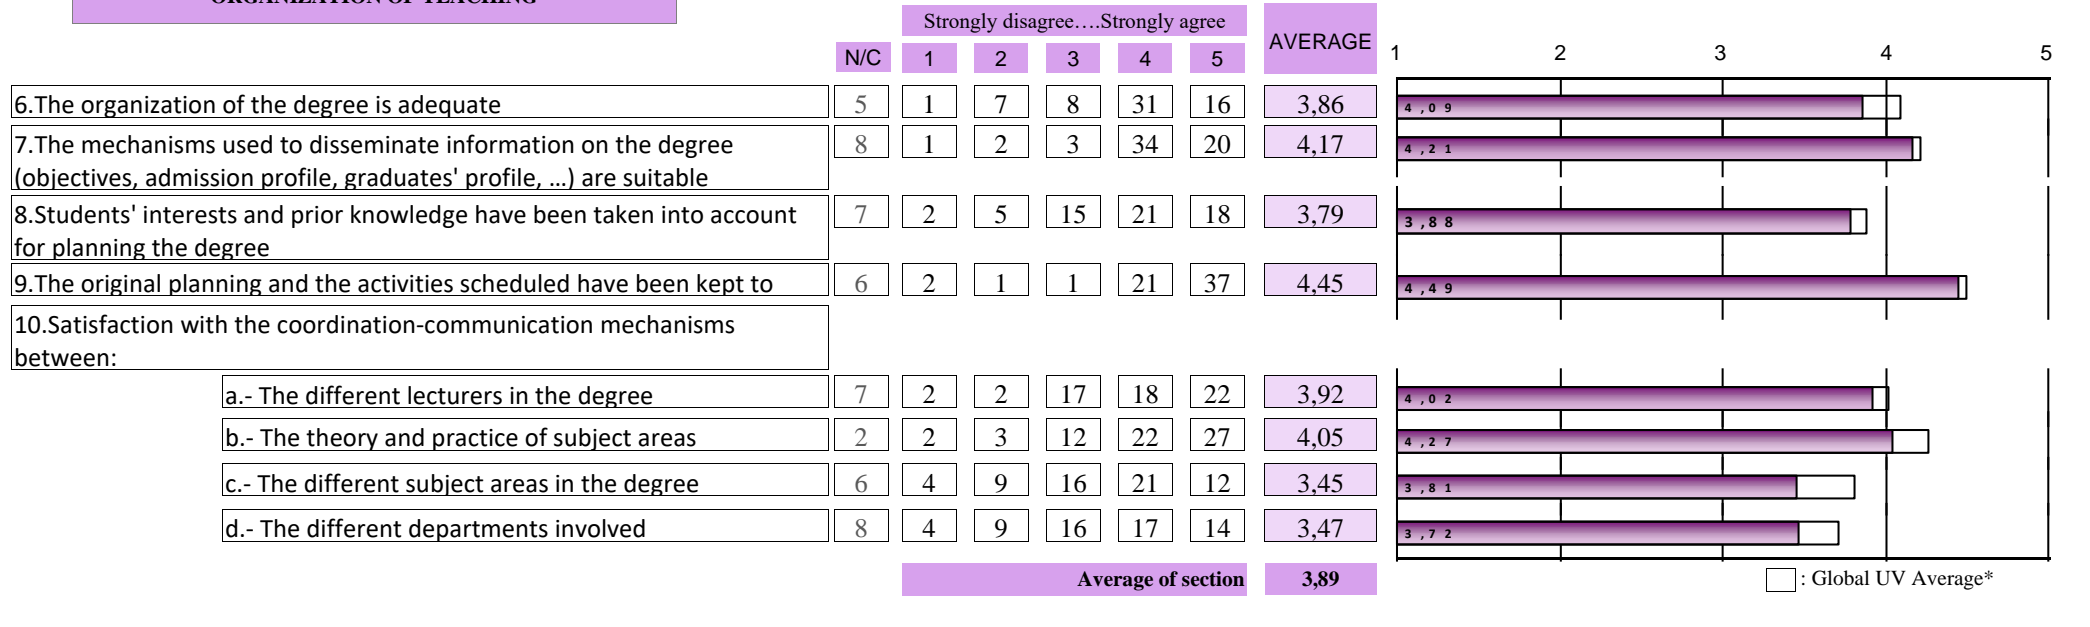 ORGANIZATION OF TEACHING
Strongly disagree….Strongly agree
AVERAGE
N/C 1 2 3 4 5
1 2 3 4 5
6.The organization of the degree is adequate 5 1 7 8 31 16 3,86 4,09
7.The mechanisms used to disseminate information on the degree 8 1 2 3 34 20 4,17 4,21
(objectives, admission profile, graduates' profile, …) are suitable
8.Students' interests and prior knowledge have been taken into account 7 2 5 15 21 18 3,79 3,88
for planning the degree
9.The original planning and the activities scheduled have been kept to 6 2 1 1 21 37 4,45 4,49
10.Satisfaction with the coordination-communication mechanisms
between:
a.- The different lecturers in the degree 7 2 2 17 18 22 3,92 4,02
b.- The theory and practice of subject areas 2 2 3 12 22 27 4,05 4,27
c.- The different subject areas in the degree 6 4 9 16 21 12 3,45 3,81
d.- The different departments involved 8 4 9 16 17 14 3,47 3,72
Average of section 3,89
: Global UV Average*